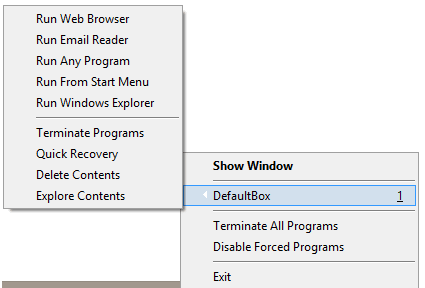 Run Web Browser
Run Email Reader
Run Any Program
Run From Start Menu
Run Windows Explorer
Terminate Programs
Quick Recovery
Delete Contents
Explore Contents
Show Window
DefaultBox 1
Terminate All Programs
Disable Forced Programs
Exit